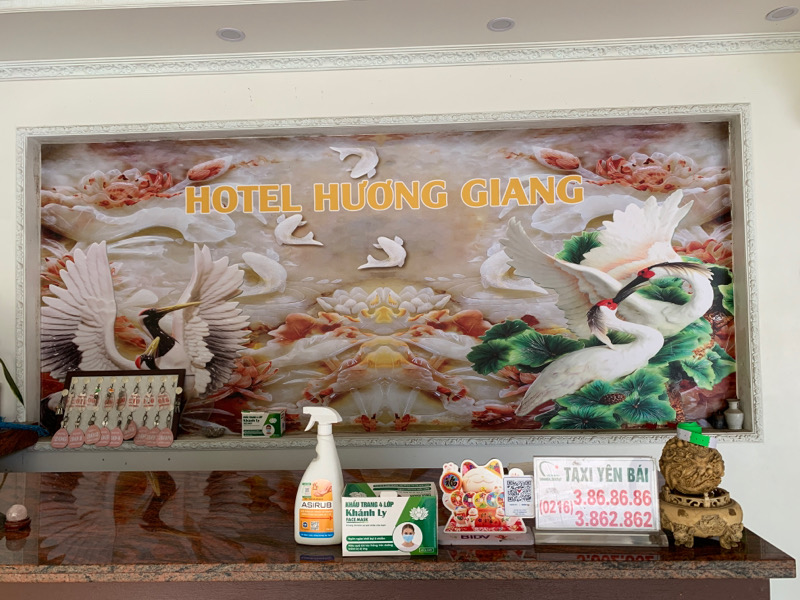 HOTEL HƯƠNG GIANG
ASIRUB
KHẨU TRANG 4 LỚP
Khánh Ly
FACE MASK
BIDV
TAXI YÊN BÁI
(0216)
3.86.86.86
3.862.862